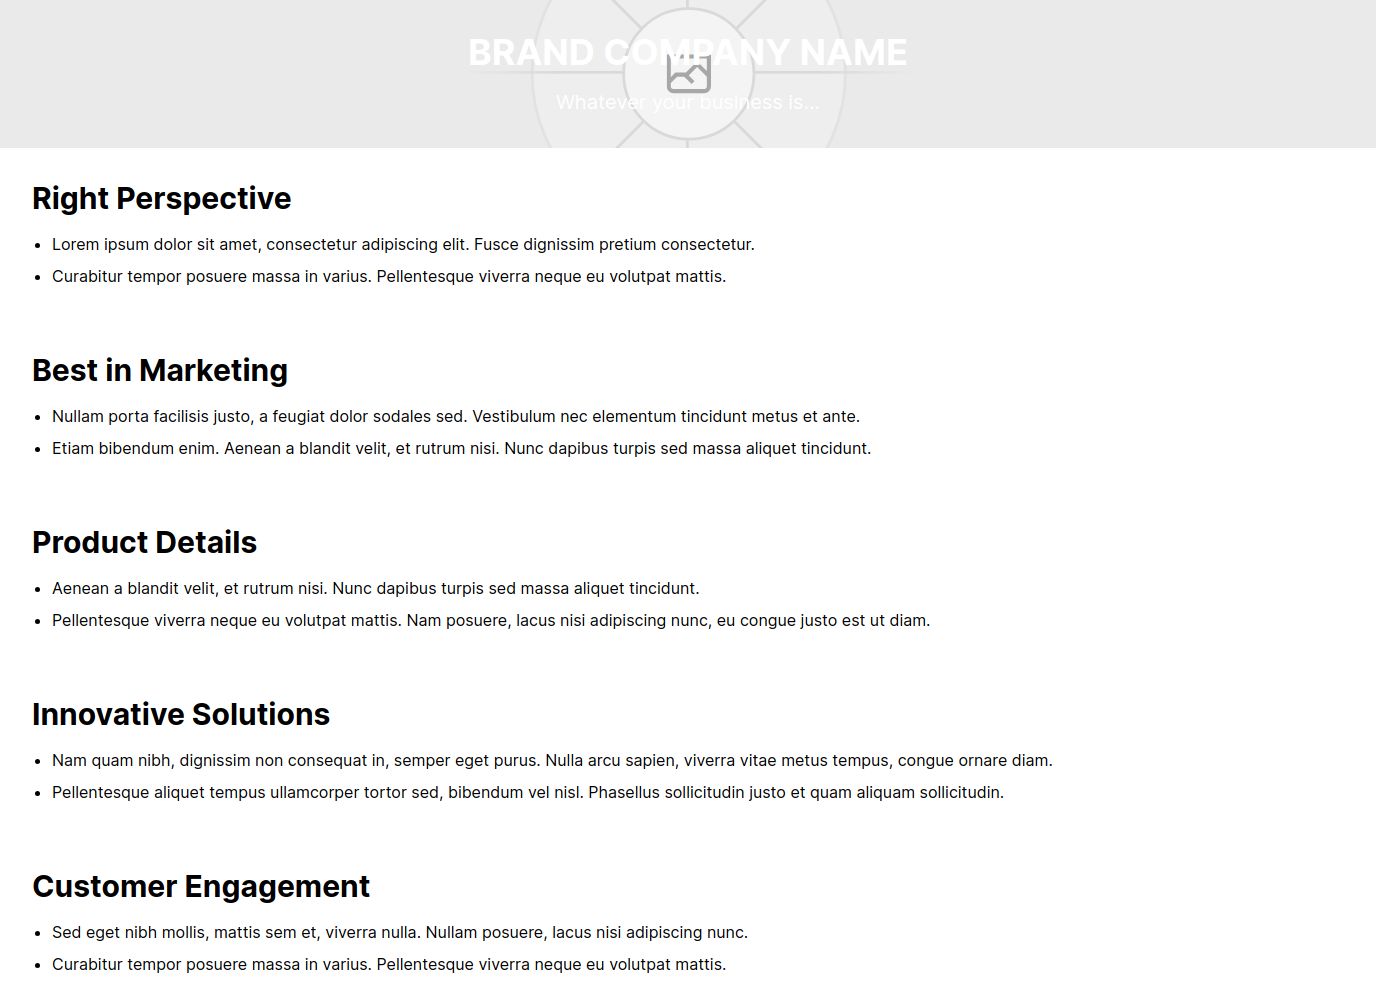 BRAND COMPANY NAME
Whatever your business is...
Right Perspective
• Lorem ipsum dolor sit amet, consectetur adipiscing elit. Fusce dignissim pretium consectetur.
• Curabitur tempor posuere massa in varius. Pellentesque viverra neque eu volutpat mattis.
Best in Marketing
• Nullam porta facilisis justo, a feugiat dolor sodales sed. Vestibulum nec elementum tincidunt metus et ante.
• Etiam bibendum enim. Aenean a blandit velit, et rutrum nisi. Nunc dapibus turpis sed massa aliquet tincidunt.
Product Details
• Aenean a blandit velit, et rutrum nisi. Nunc dapibus turpis sed massa aliquet tincidunt.
• Pellentesque viverra neque eu volutpat mattis. Nam posuere, lacus nisi adipiscing nunc, eu congue justo est ut diam.
Innovative Solutions
• Nam quam nibh, dignissim non consequat in, semper eget purus. Nulla arcu sapien, viverra vitae metus tempus, congue ornare diam.
• Pellentesque aliquet tempus ullamcorper tortor sed, bibendum vel nisl. Phasellus sollicitudin justo et quam aliquam sollicitudin.
Customer Engagement
• Sed eget nibh mollis, mattis sem et, viverra nulla. Nullam posuere, lacus nisi adipiscing nunc.
• Curabitur tempor posuere massa in varius. Pellentesque viverra neque eu volutpat mattis.